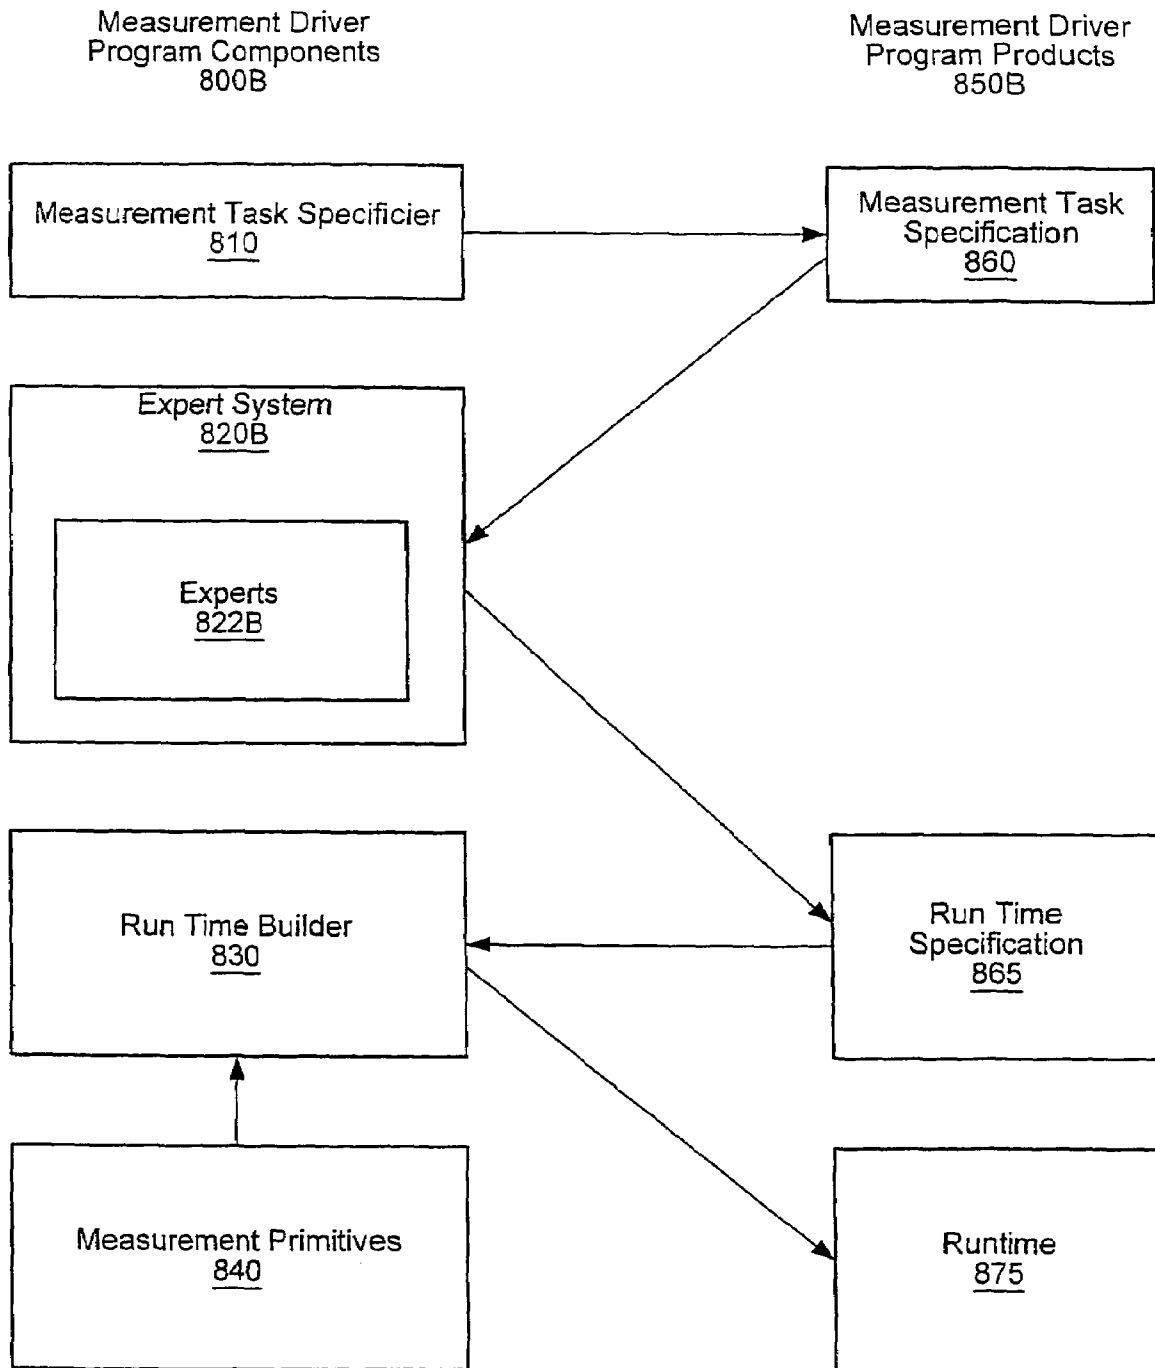 Measurement Driver
Program Components
800B
Measurement Driver
Program Products
850B
Measurement Task Specificier
810
Measurement Task
Specification
860
Expert System
820B
Experts
822B
Run Time Builder
830
Run Time
Specification
865
Measurement Primitives
840
Runtime
875